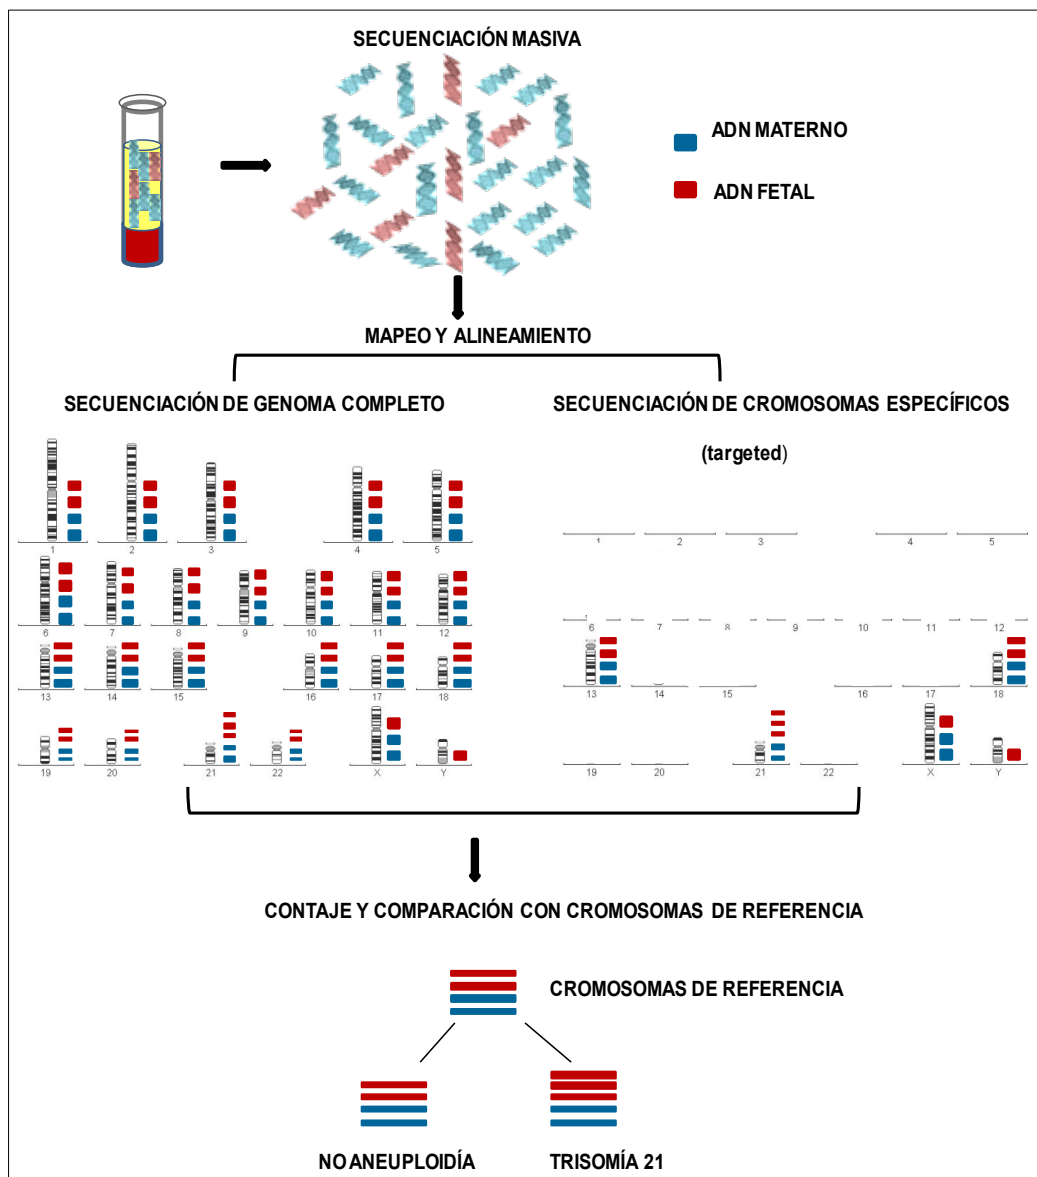 SECUENCIACIÓN MASIVA
ADN MATERNO
ADN FETAL
MAPEO Y ALINEAMIENTO
SECUENCIACIÓN DE GENOMA COMPLETO
SECUENCIACIÓN DE CROMOSOMAS ESPECÍFICOS
(targeted)
1 2 3 4 5
6 7 8 9 10 11 12
13 14 15 16 17 18
19 20 21 22 X Y
1 2 3 4 5
6 7 8 9 10 11 12
13 14 15 16 17 18
19 20 21 22 X Y
CONTAJE Y COMPARACIÓN CON CROMOSOMAS DE REFERENCIA
CROMOSOMAS DE REFERENCIA
NO ANEUPLOIDÍA
TRISOMÍA 21